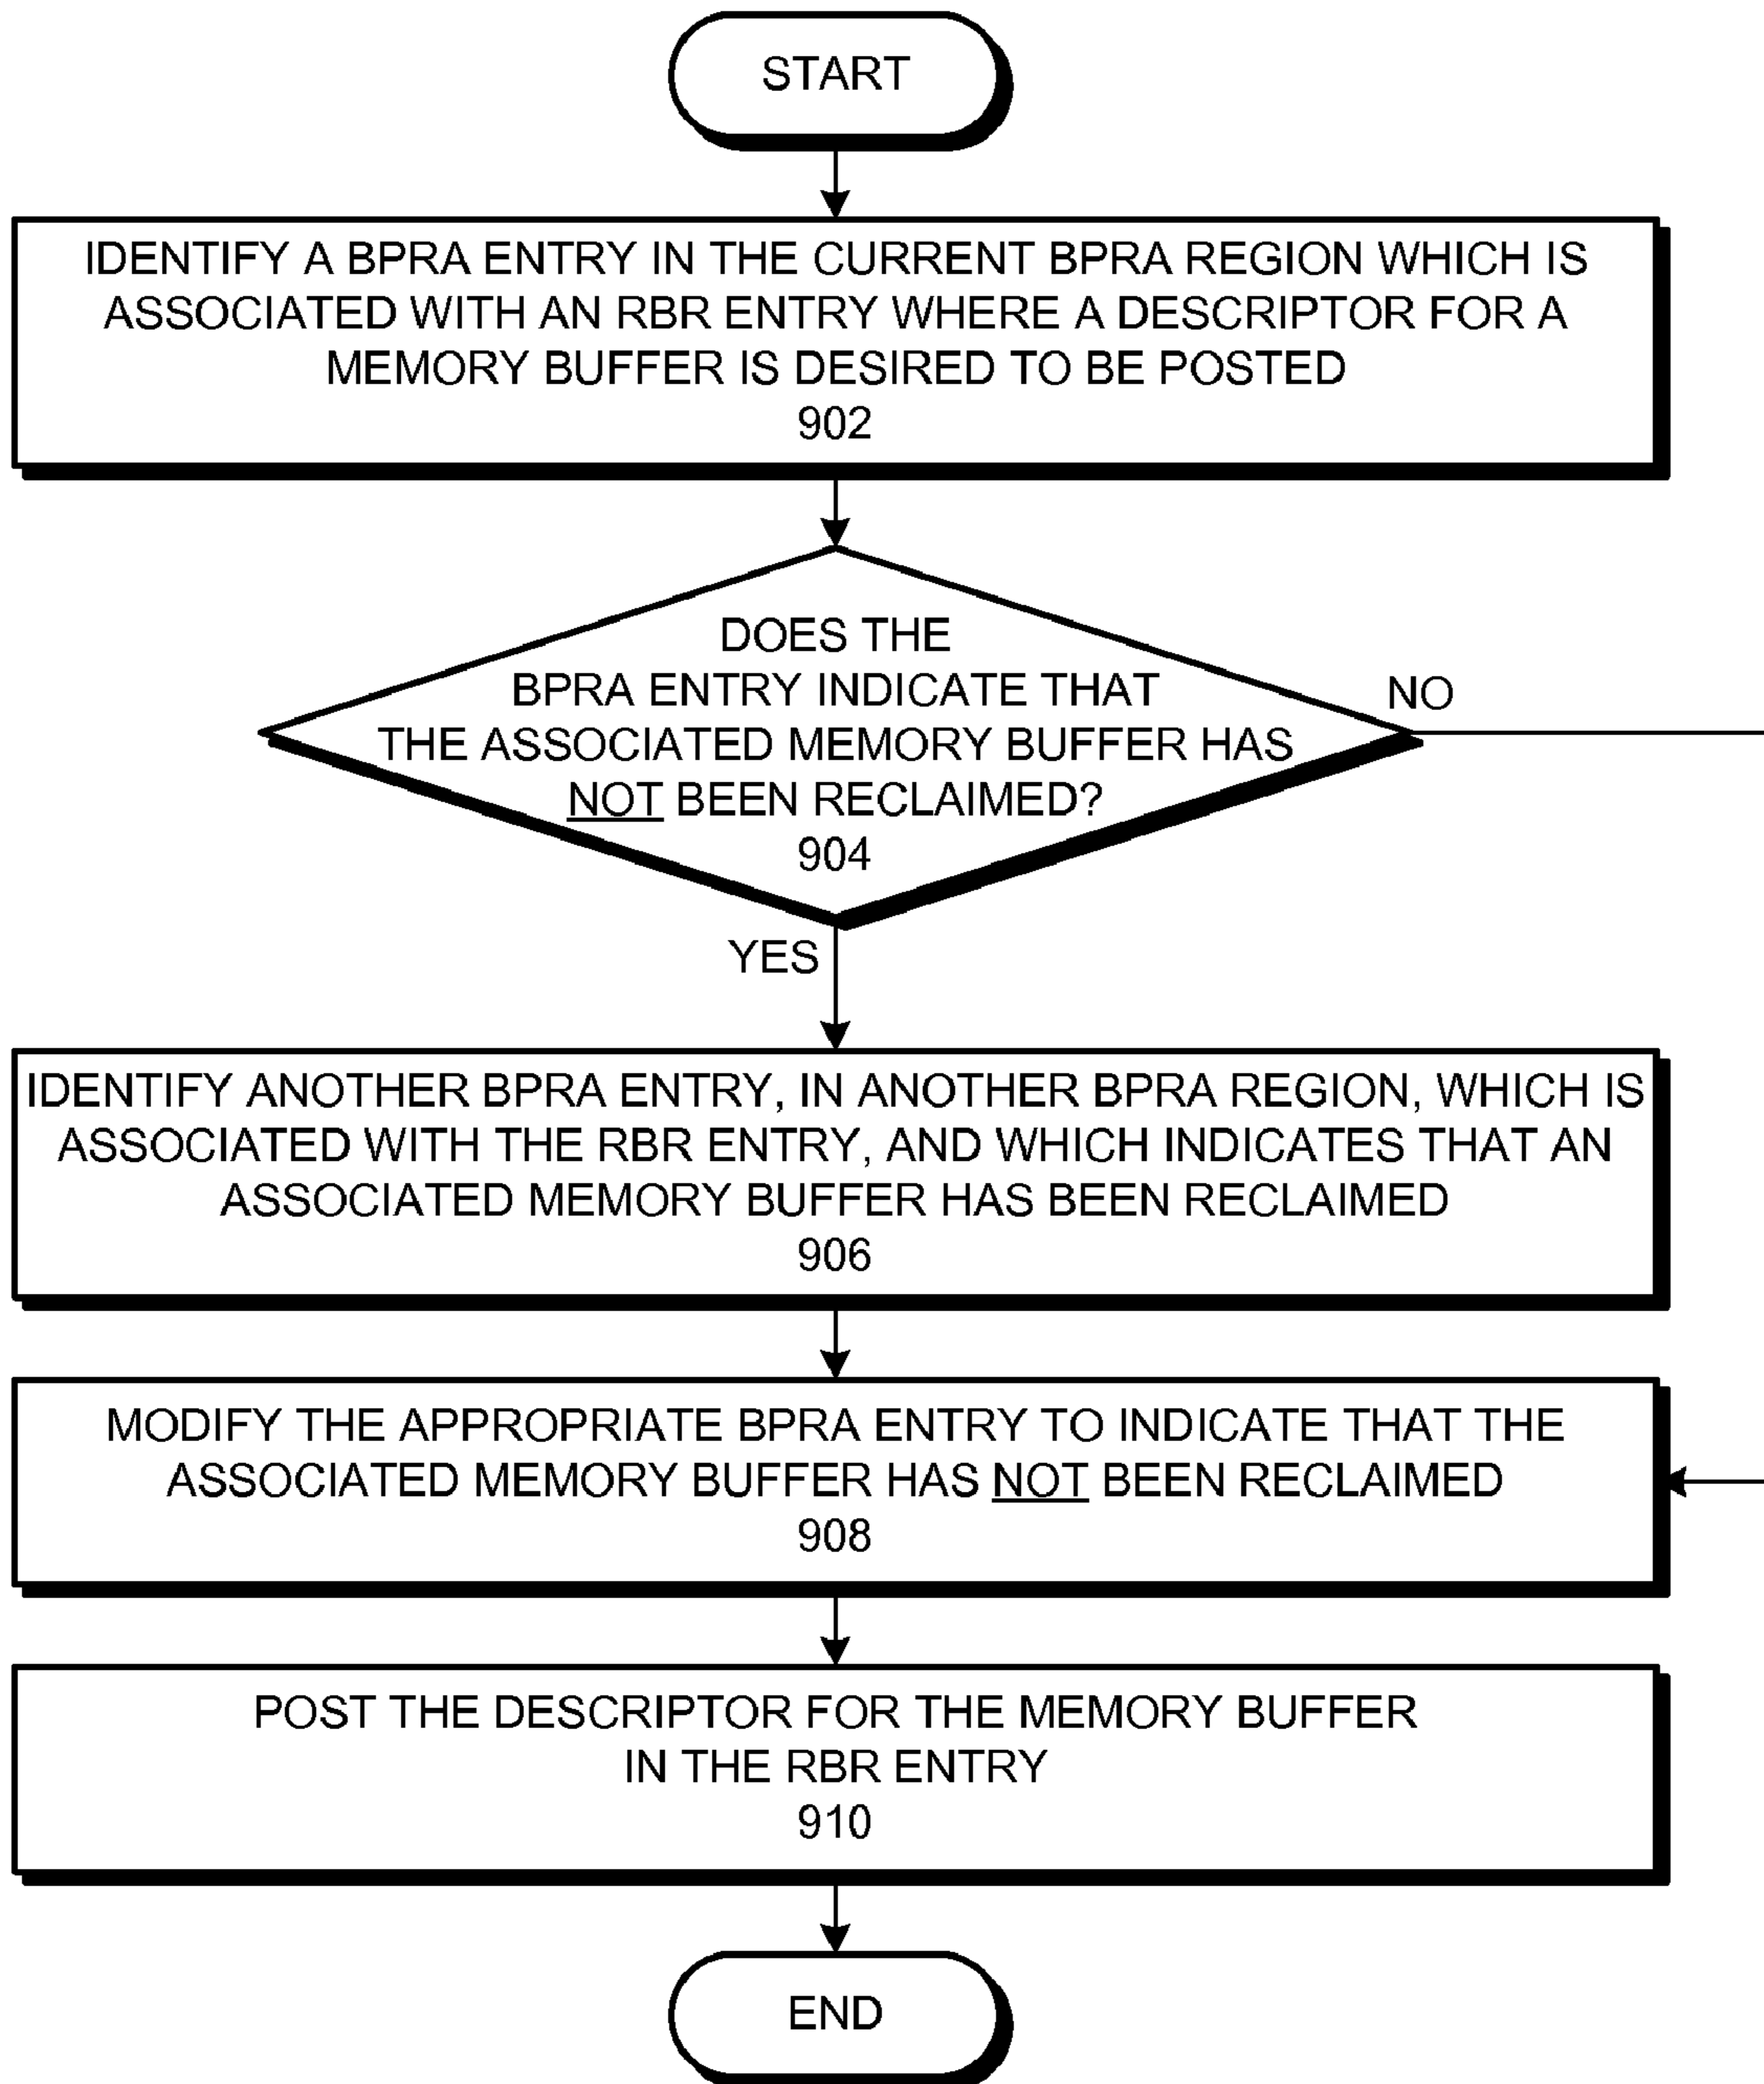 START
IDENTIFY A BPRA ENTRY IN THE CURRENT BPRA REGION WHICH IS
ASSOCIATED WITH AN RBR ENTRY WHERE A DESCRIPTOR FOR A
MEMORY BUFFER IS DESIRED TO BE POSTED
902
DOES THE
BPRA ENTRY INDICATE THAT
THE ASSOCIATED MEMORY BUFFER HAS
NOT BEEN RECLAIMED?
904
NO
YES
IDENTIFY ANOTHER BPRA ENTRY, IN ANOTHER BPRA REGION, WHICH IS
ASSOCIATED WITH THE RBR ENTRY, AND WHICH INDICATES THAT AN
ASSOCIATED MEMORY BUFFER HAS BEEN RECLAIMED
906
MODIFY THE APPROPRIATE BPRA ENTRY TO INDICATE THAT THE
ASSOCIATED MEMORY BUFFER HAS NOT BEEN RECLAIMED
908
POST THE DESCRIPTOR FOR THE MEMORY BUFFER
IN THE RBR ENTRY
910
END